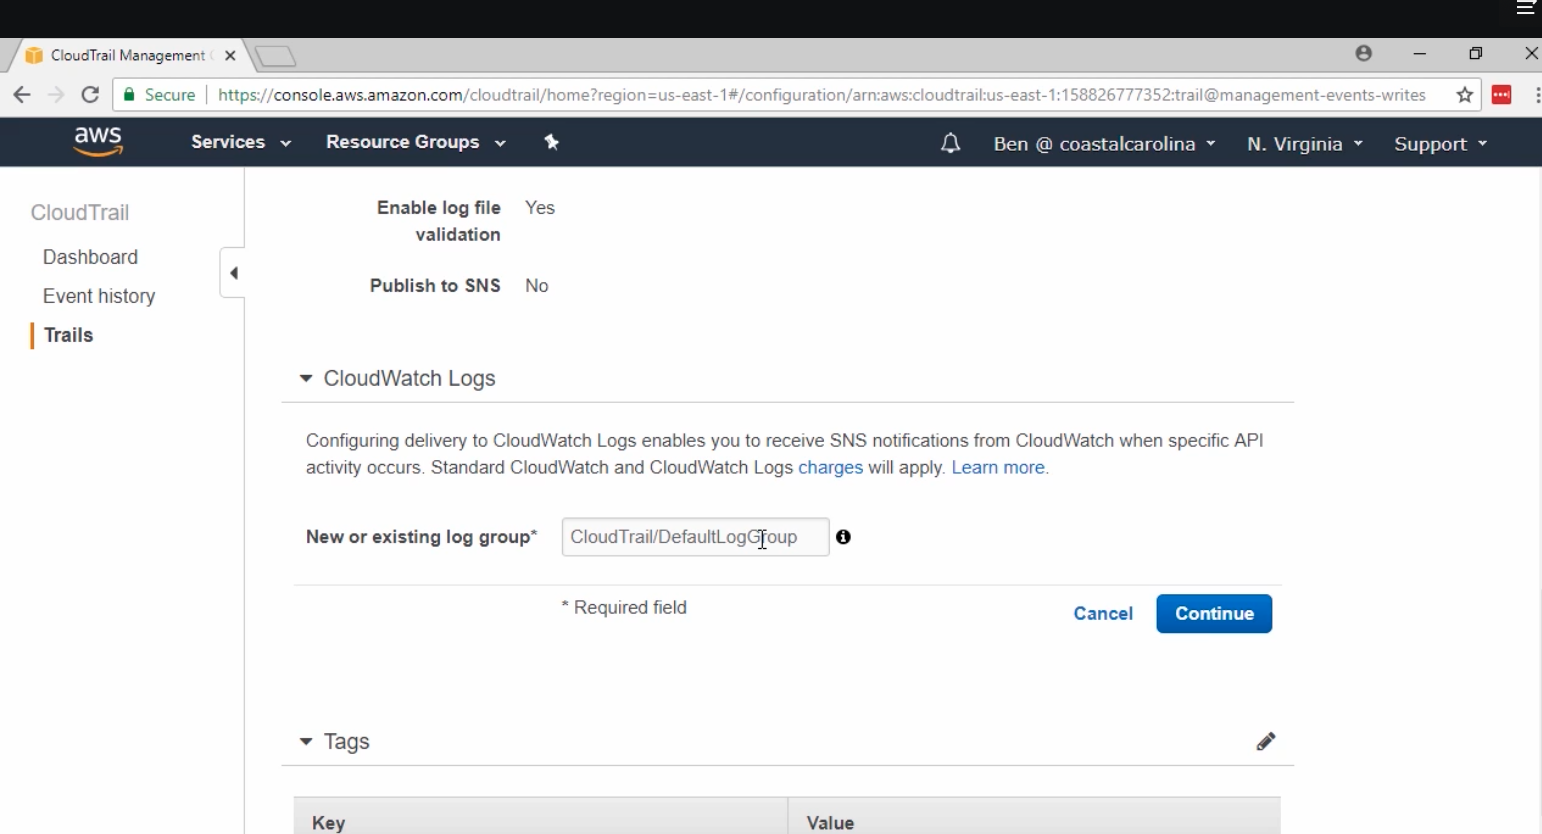 CloudTrail Management
Secure https://console.aws.amazon.com/cloudtrail/home?region=us-east-1#/configuration/arn:aws:cloudtrail:us-east-1:158826777352:trail@management-events-writes
aws Services Resource Groups Ben @ coastalcarolina N. Virginia Support
CloudTrail
Dashboard
Event history
Trails
Enable log file validation Yes
Publish to SNS No
CloudWatch Logs
Configuring delivery to CloudWatch Logs enables you to receive SNS notifications from CloudWatch when specific API
activity occurs. Standard CloudWatch and CloudWatch Logs charges will apply. Learn more.
New or existing log group* CloudTrail/DefaultLogGroup
* Required field Cancel Continue
Tags
Key Value